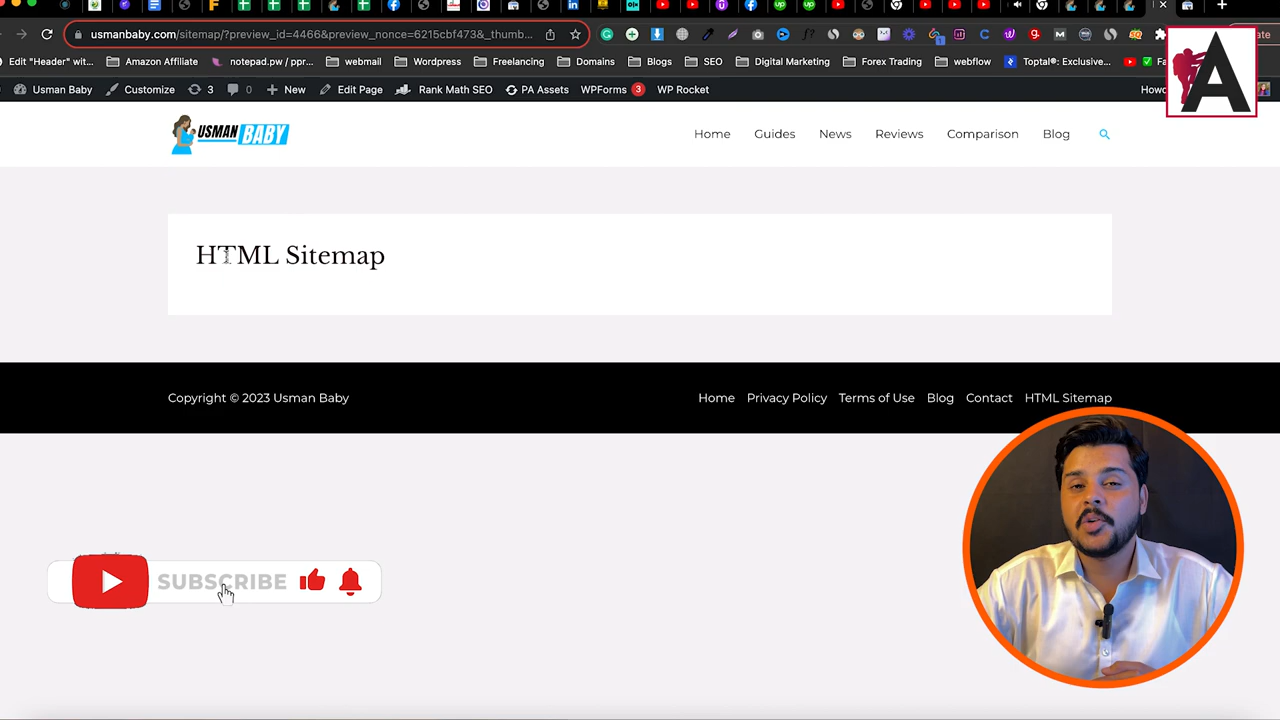 usmanbaby.com/sitemap/?preview_id=4466&preview_nonce=6215cbf473&_thumb...
Edit "Header" wit... Amazon Affiliate notepad.pw / ppr... webmail Wordpress Freelancing Domains Blogs SEO Digital Marketing Forex Trading webflow Toptal®: Exclusive...
Usman Baby Customize 3 0 New Edit Page Rank Math SEO PA Assets WPForms 3 WP Rocket
A
USMAN BABY Home Guides News Reviews Comparison Blog
HTML Sitemap
Copyright © 2023 Usman Baby Home Privacy Policy Terms of Use Blog Contact HTML Sitemap
SUBSCRIBE